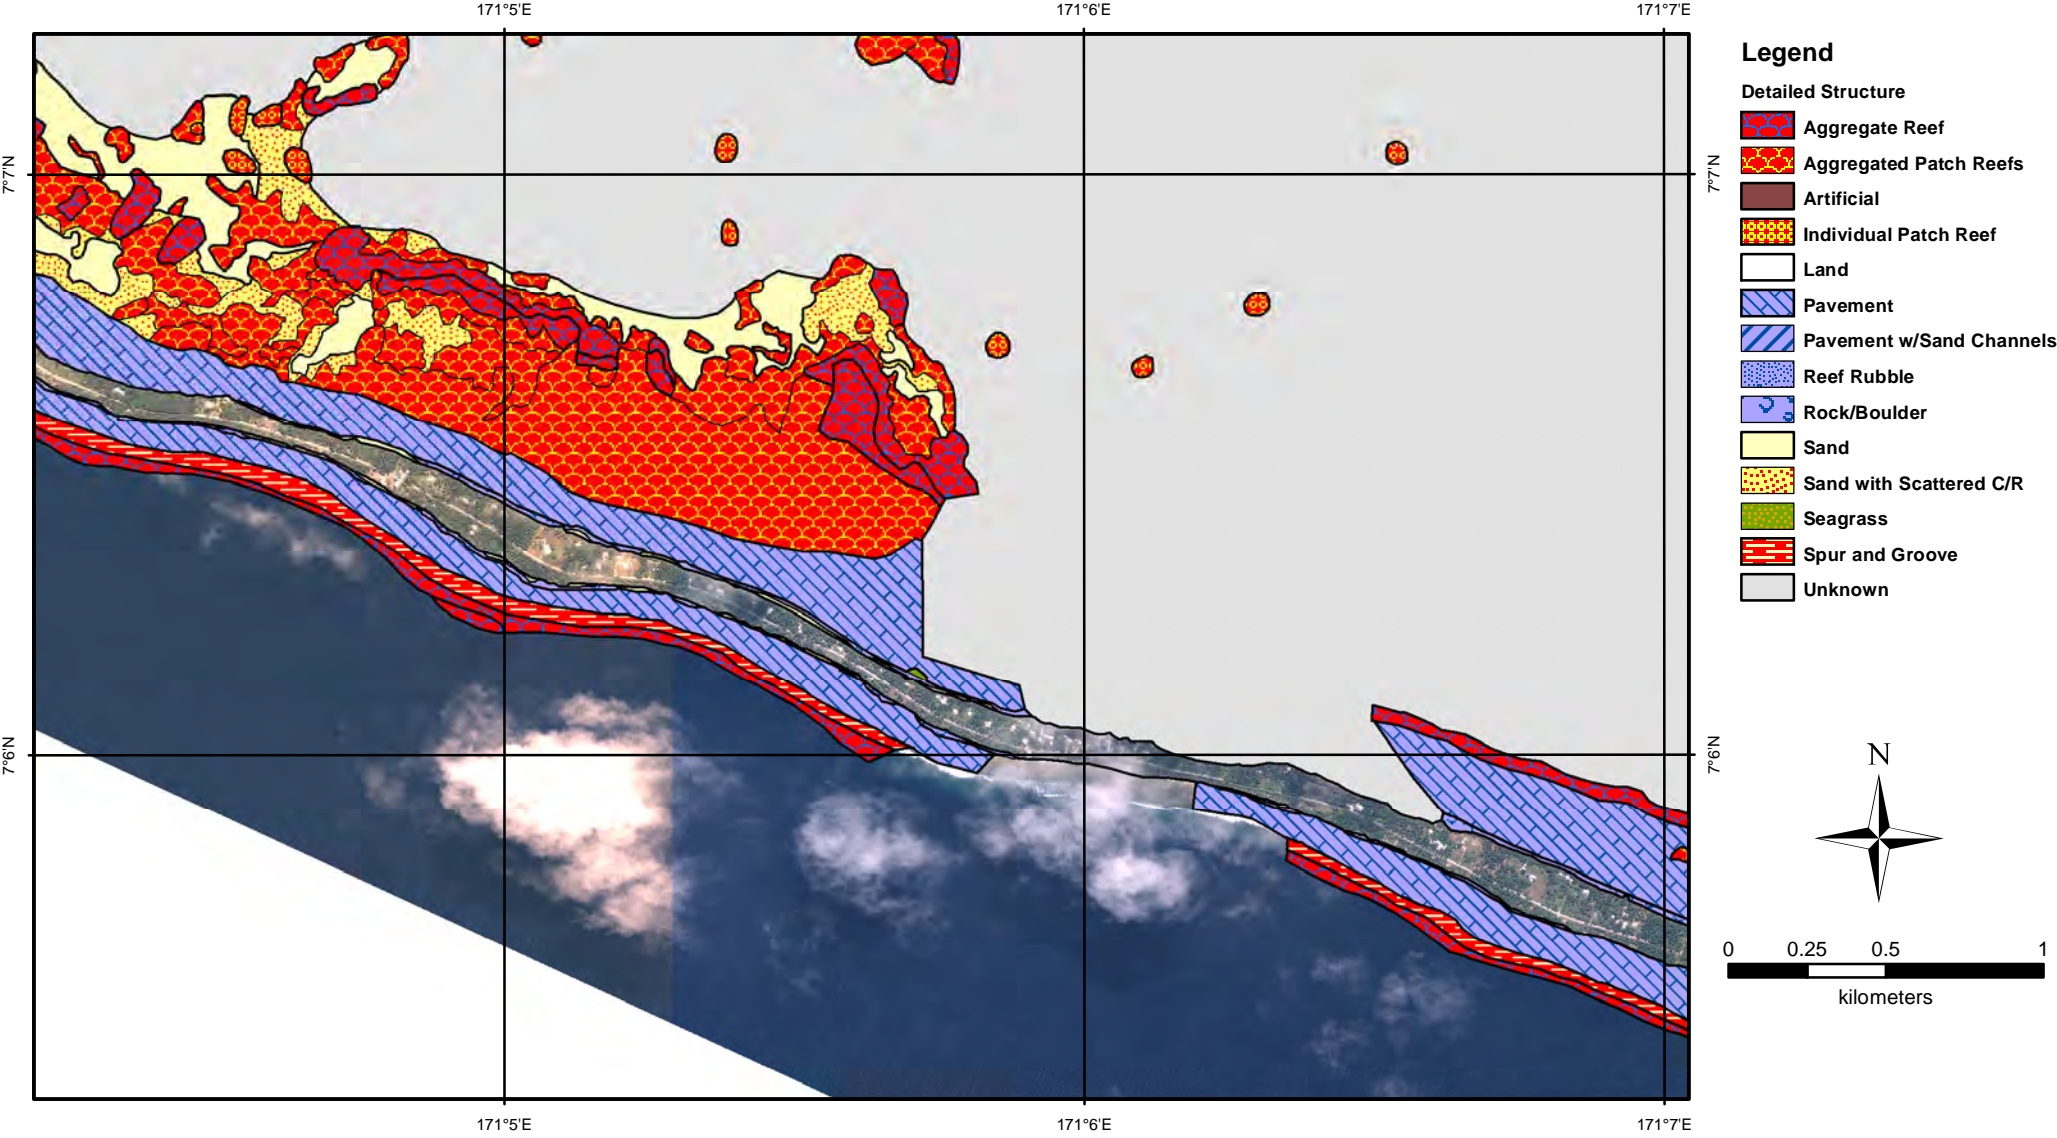 171°5'E
171°6'E
171°7'E
7°7'N
7°7'N
7°6'N
7°6'N
171°5'E
171°6'E
171°7'E
Legend
Detailed Structure
Aggregate Reef
Aggregated Patch Reefs
Artificial
Individual Patch Reef
Land
Pavement
Pavement w/Sand Channels
Reef Rubble
Rock/Boulder
Sand
Sand with Scattered C/R
Seagrass
Spur and Groove
Unknown
N
0 0.25 0.5 1
kilometers